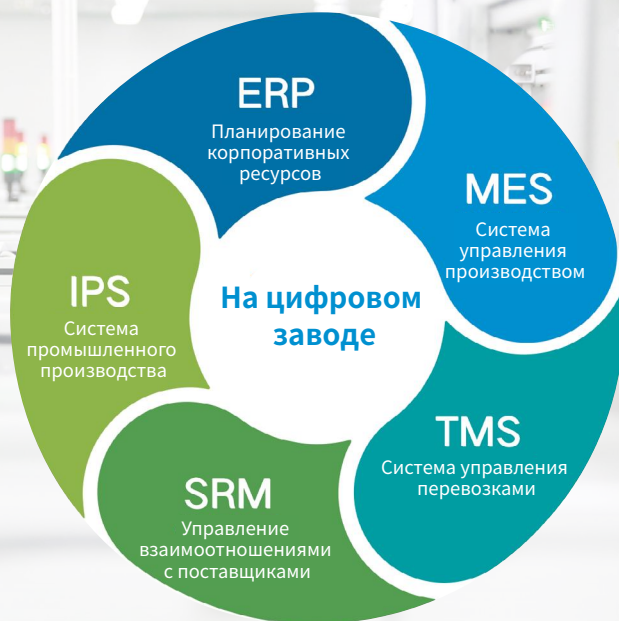 ERP
Планирование
корпоративных
ресурсов
MES
Система
управления
производством
На цифровом
заводе
IPS
Система
промышленного
производства
TMS
Система управления
перевозками
SRM
Управление
взаимоотношениями
с поставщиками